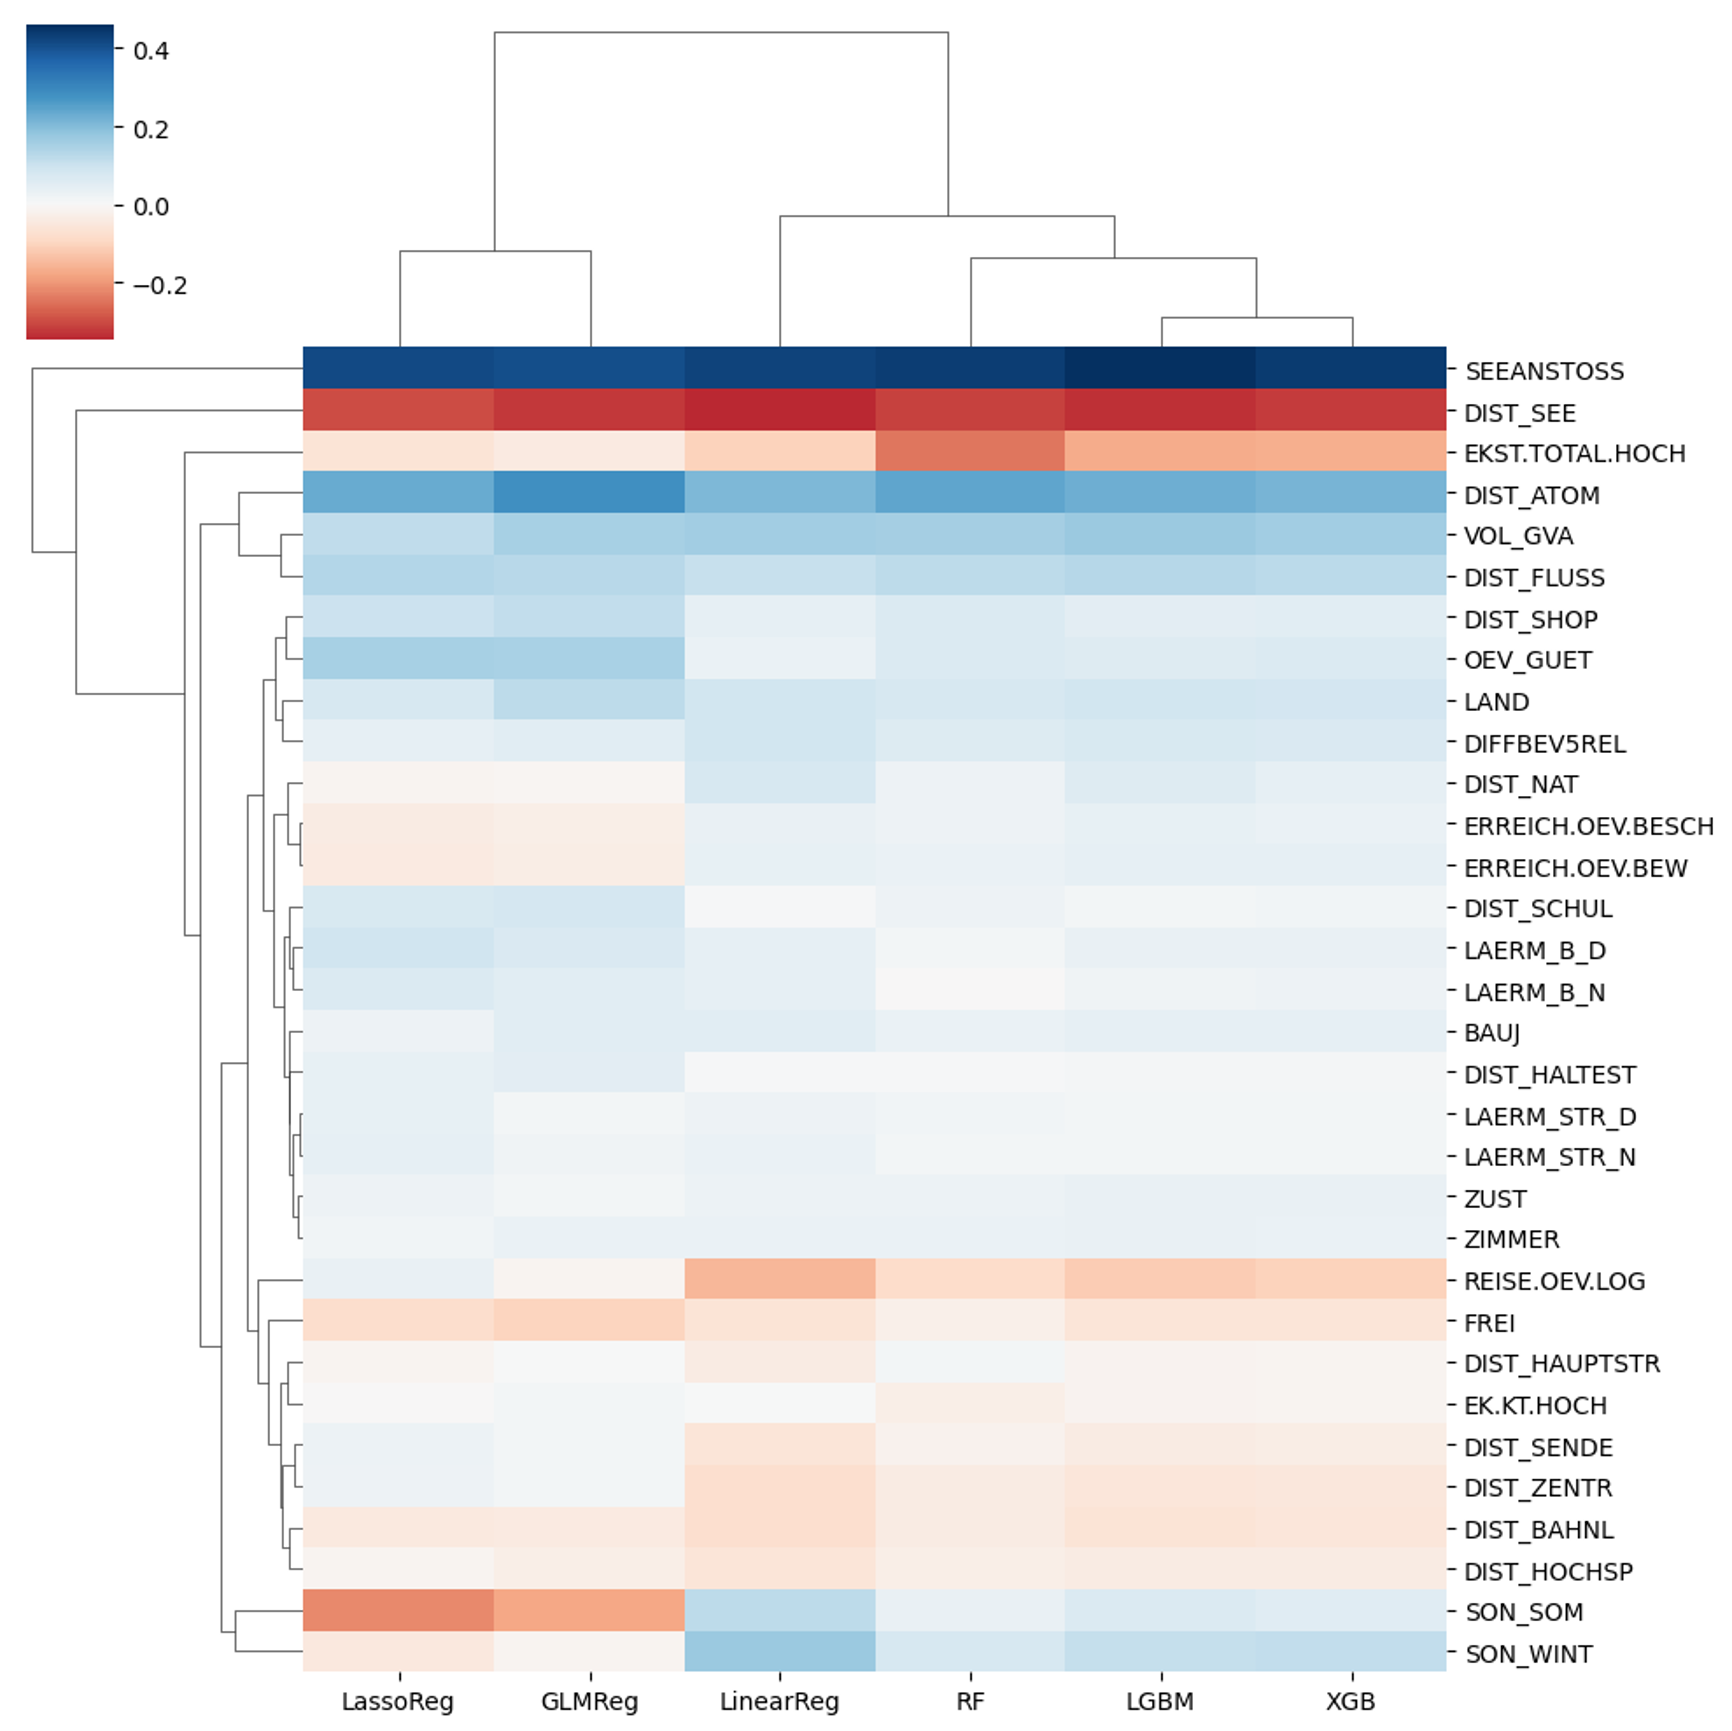 0.4
0.2
0.0
−0.2
SEEANSTOSS
DIST_SEE
EKST.TOTAL.HOCH
DIST_ATOM
VOL_GVA
DIST_FLUSS
DIST_SHOP
OEV_GUET
LAND
DIFFBEV5REL
DIST_NAT
ERREICH.OEV.BESCH
ERREICH.OEV.BEW
DIST_SCHUL
LAERM_B_D
LAERM_B_N
BAUJ
DIST_HALTEST
LAERM_STR_D
LAERM_STR_N
ZUST
ZIMMER
REISE.OEV.LOG
FREI
DIST_HAUPTSTR
EK.KT.HOCH
DIST_SENDE
DIST_ZENTR
DIST_BAHNL
DIST_HOCHSP
SON_SOM
SON_WINT
LassoReg GLMReg LinearReg RF LGBM XGB